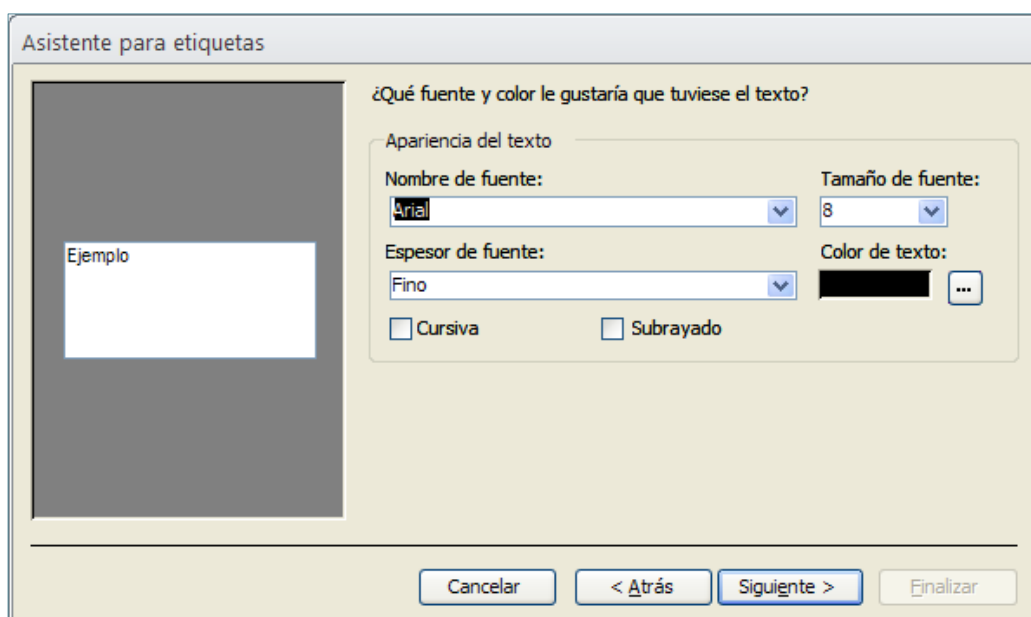 Asistente para etiquetas
¿Qué fuente y color le gustaría que tuviese el texto?
Apariencia del texto
Nombre de fuente: Tamaño de fuente:
Arial 8
Ejemplo
Espesor de fuente: Color de texto:
Fino ...
Cursiva Subrayado
Cancelar < Atrás Siguiente > Finalizar